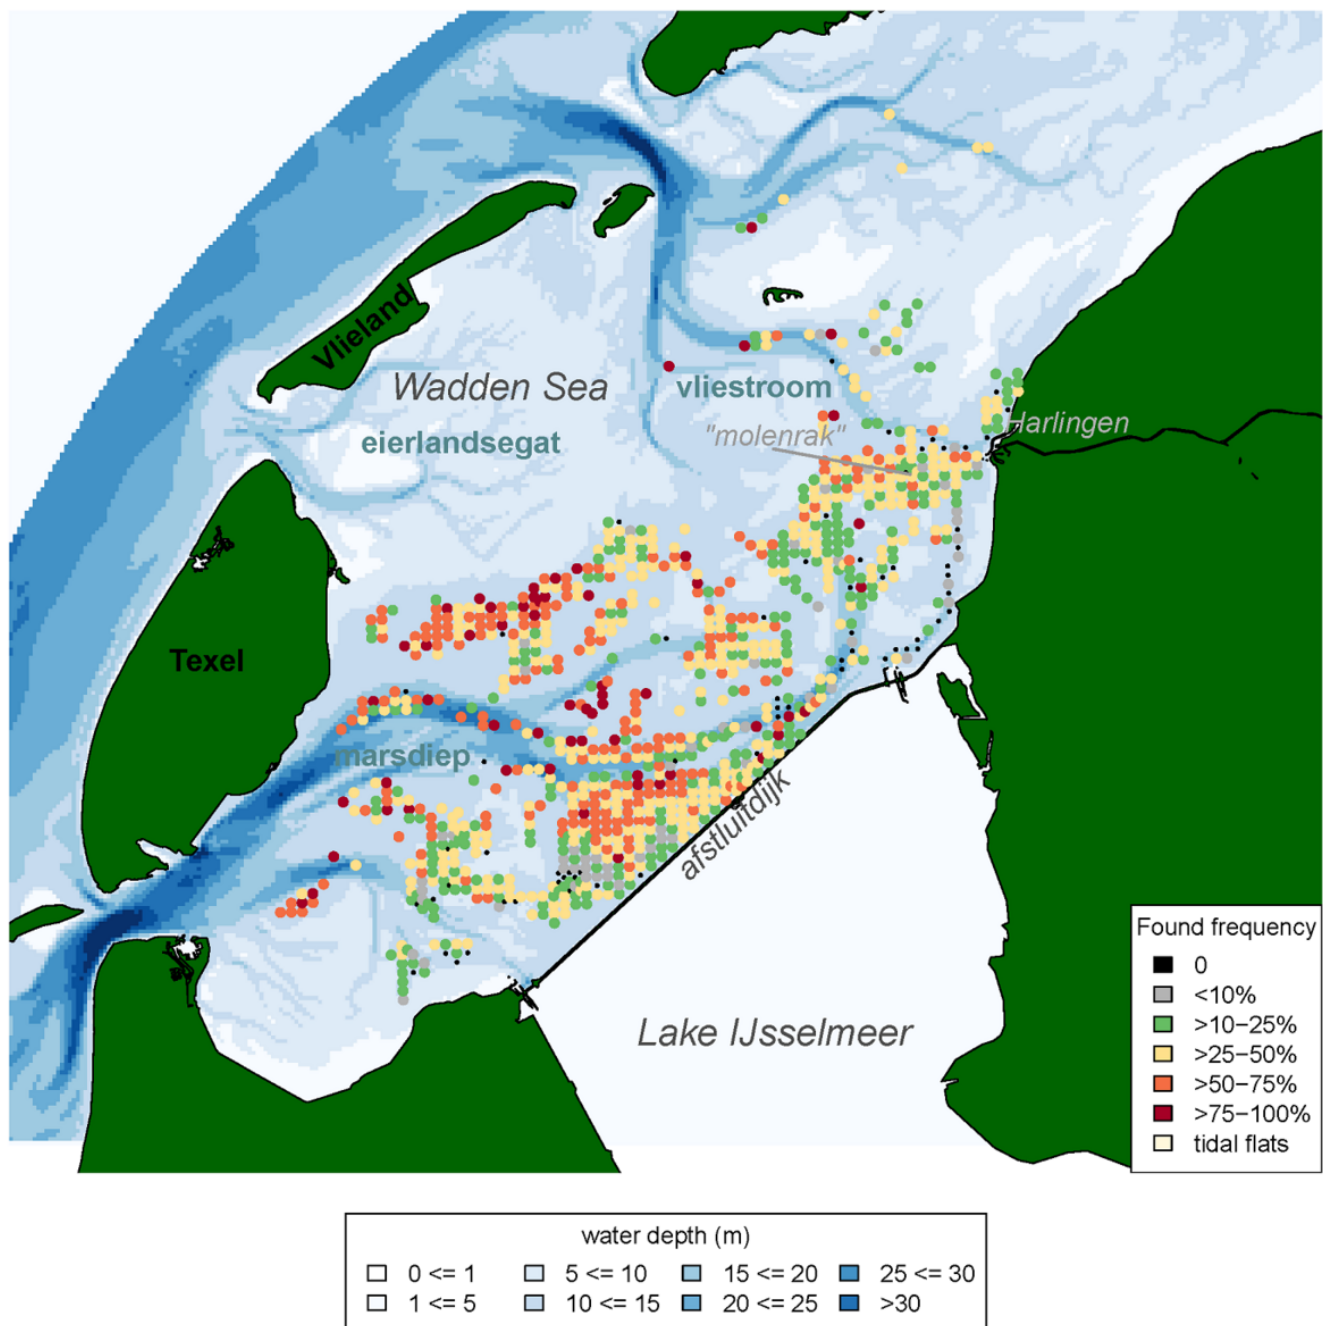 Vlieland
Wadden Sea
vliestroom
eierlandsegat
"molenrak"
Harlingen
Texel
marsdiep
afstluitdijk
Lake IJsselmeer
Found frequency
0
<10%
>10–25%
>25–50%
>50–75%
>75–100%
tidal flats
water depth (m)
0 <= 1 5 <= 10 15 <= 20 25 <= 30
1 <= 5 10 <= 15 20 <= 25 >30